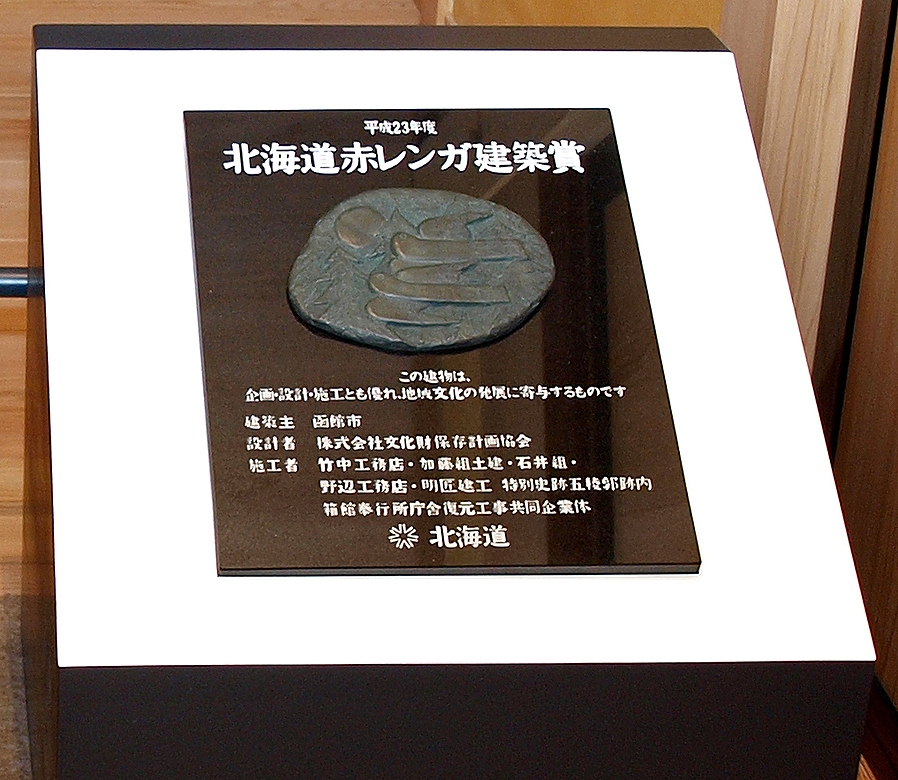 平成23年度
北海道赤レンガ建築賞
この建物は、
企画・設計・施工とも優れ、地域文化の発展に寄与するものです
建築主 函館市
設計者 株式会社文化財保存計画協会
施工者 竹中工務店・加藤組土建・石井組・
野辺工務店・明匠建工 特別史跡五稜郭跡内
箱館奉行所庁舎復元工事共同企業体
北海道